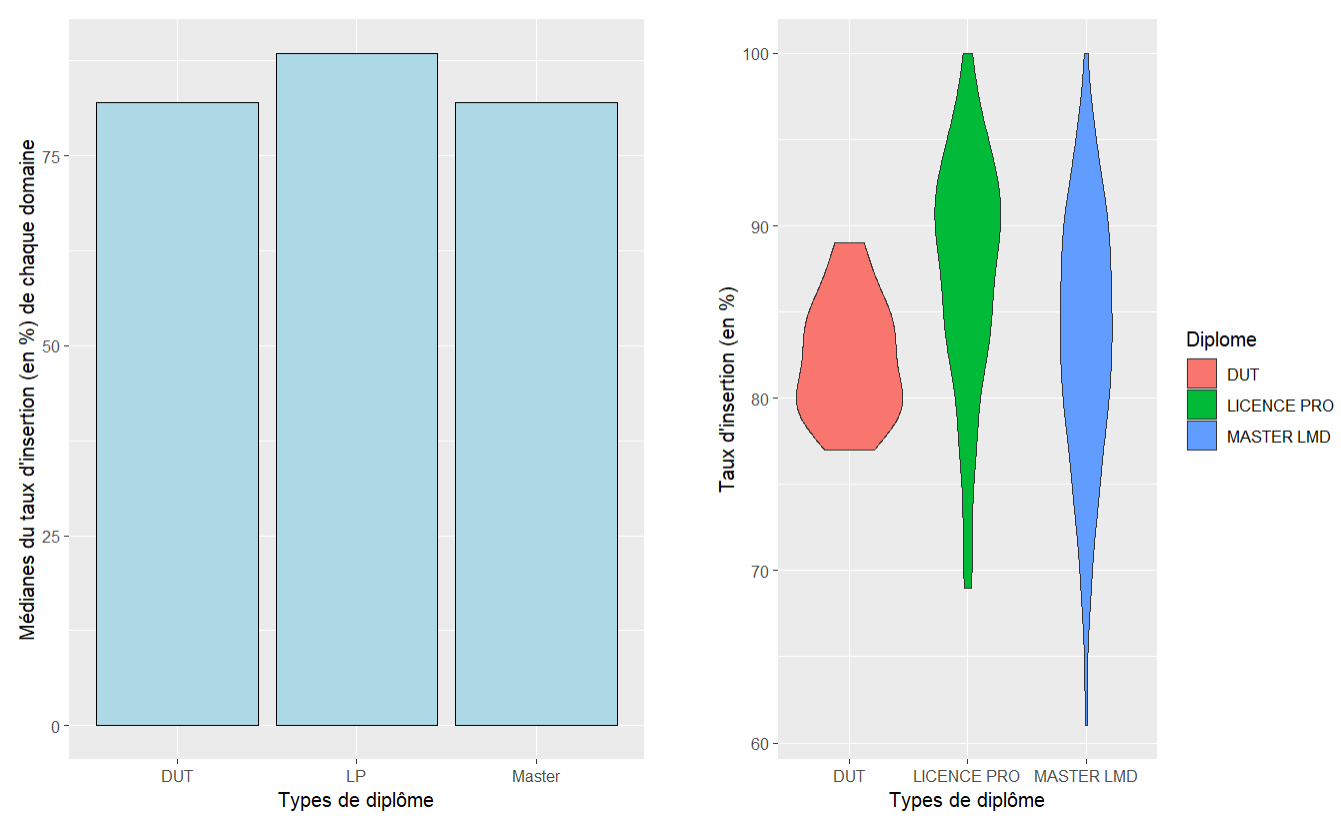 Médianes du taux d'insertion (en %) de chaque domaine
75
50
25
0
DUT
LP
Master
Types de diplôme
Taux d'insertion (en %)
100
90
80
70
60
DUT
LICENCE PRO
MASTER LMD
Types de diplôme
Diplome
DUT
LICENCE PRO
MASTER LMD